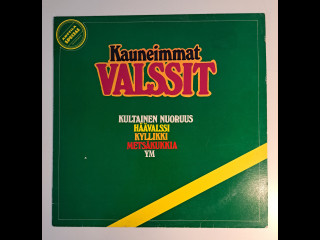 Kauneimmat
VALSSIT
KULTAINEN NUORUUS
HÄÄVALSSI
KYLLIKKI
METSÄKUKKIA
YM